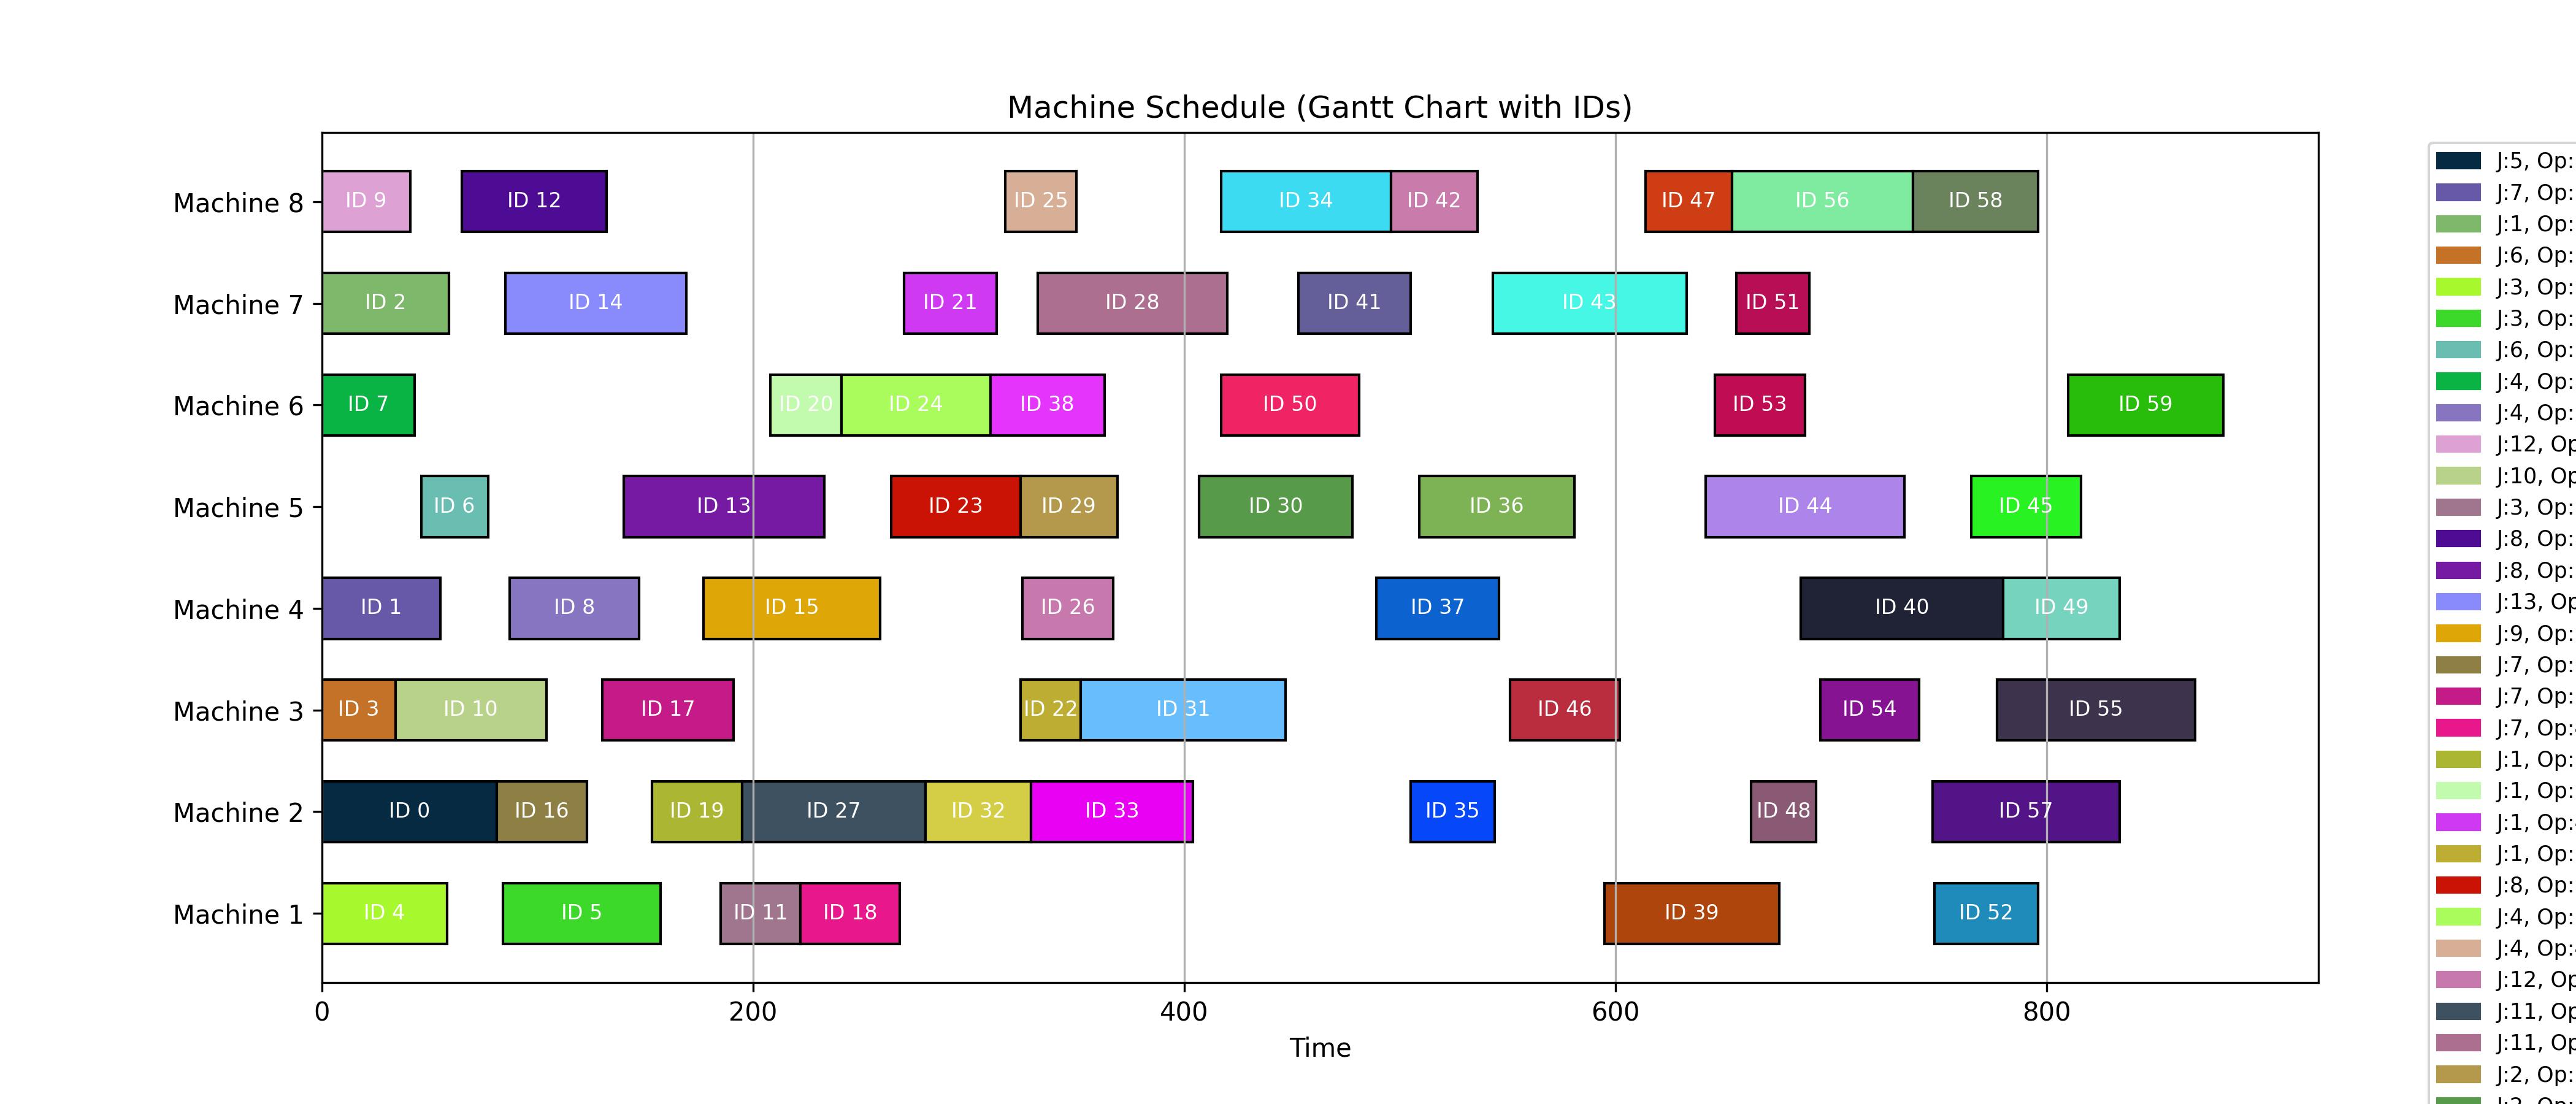 Machine Schedule (Gantt Chart with IDs)
Machine 8
ID 9
ID 12
ID 25
ID 34
ID 42
ID 47
ID 56
ID 58
Machine 7
ID 2
ID 14
ID 21
ID 28
ID 41
ID 43
ID 51
Machine 6
ID 7
ID 20
ID 24
ID 38
ID 50
ID 53
ID 59
Machine 5
ID 6
ID 13
ID 23
ID 29
ID 30
ID 36
ID 44
ID 45
Machine 4
ID 1
ID 8
ID 15
ID 26
ID 37
ID 40
ID 49
Machine 3
ID 3
ID 10
ID 17
ID 22
ID 31
ID 46
ID 54
ID 55
Machine 2
ID 0
ID 16
ID 19
ID 27
ID 32
ID 33
ID 35
ID 48
ID 57
Machine 1
ID 4
ID 5
ID 11
ID 18
ID 39
ID 52
0
200
400
600
800
Time
J:5, Op:
J:7, Op:
J:1, Op:
J:6, Op:
J:3, Op:
J:3, Op:
J:6, Op:
J:4, Op:
J:4, Op:
J:12, Op
J:10, Op
J:3, Op:
J:8, Op:
J:8, Op:
J:13, Op
J:9, Op:
J:7, Op:
J:7, Op:
J:7, Op:
J:1, Op:
J:1, Op:
J:1, Op:
J:1, Op:
J:8, Op:
J:4, Op:
J:4, Op:
J:12, Op
J:11, Op
J:11, Op
J:2, Op: